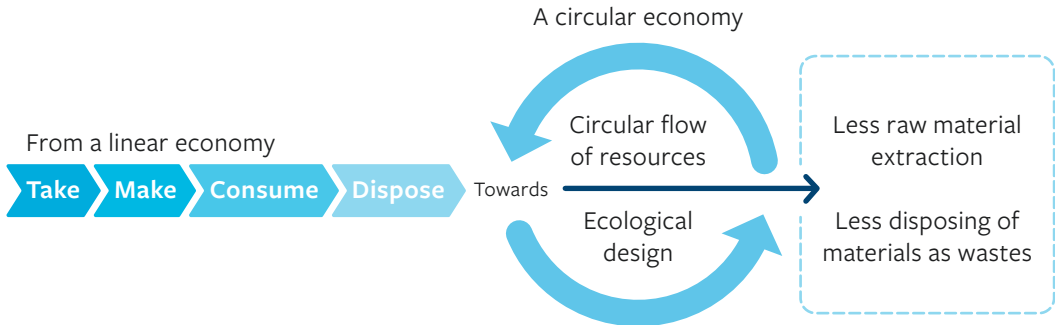 A circular economy
From a linear economy
Take Make Consume Dispose
Towards
Circular flow
of resources
Ecological
design
Less raw material
extraction
Less disposing of
materials as wastes